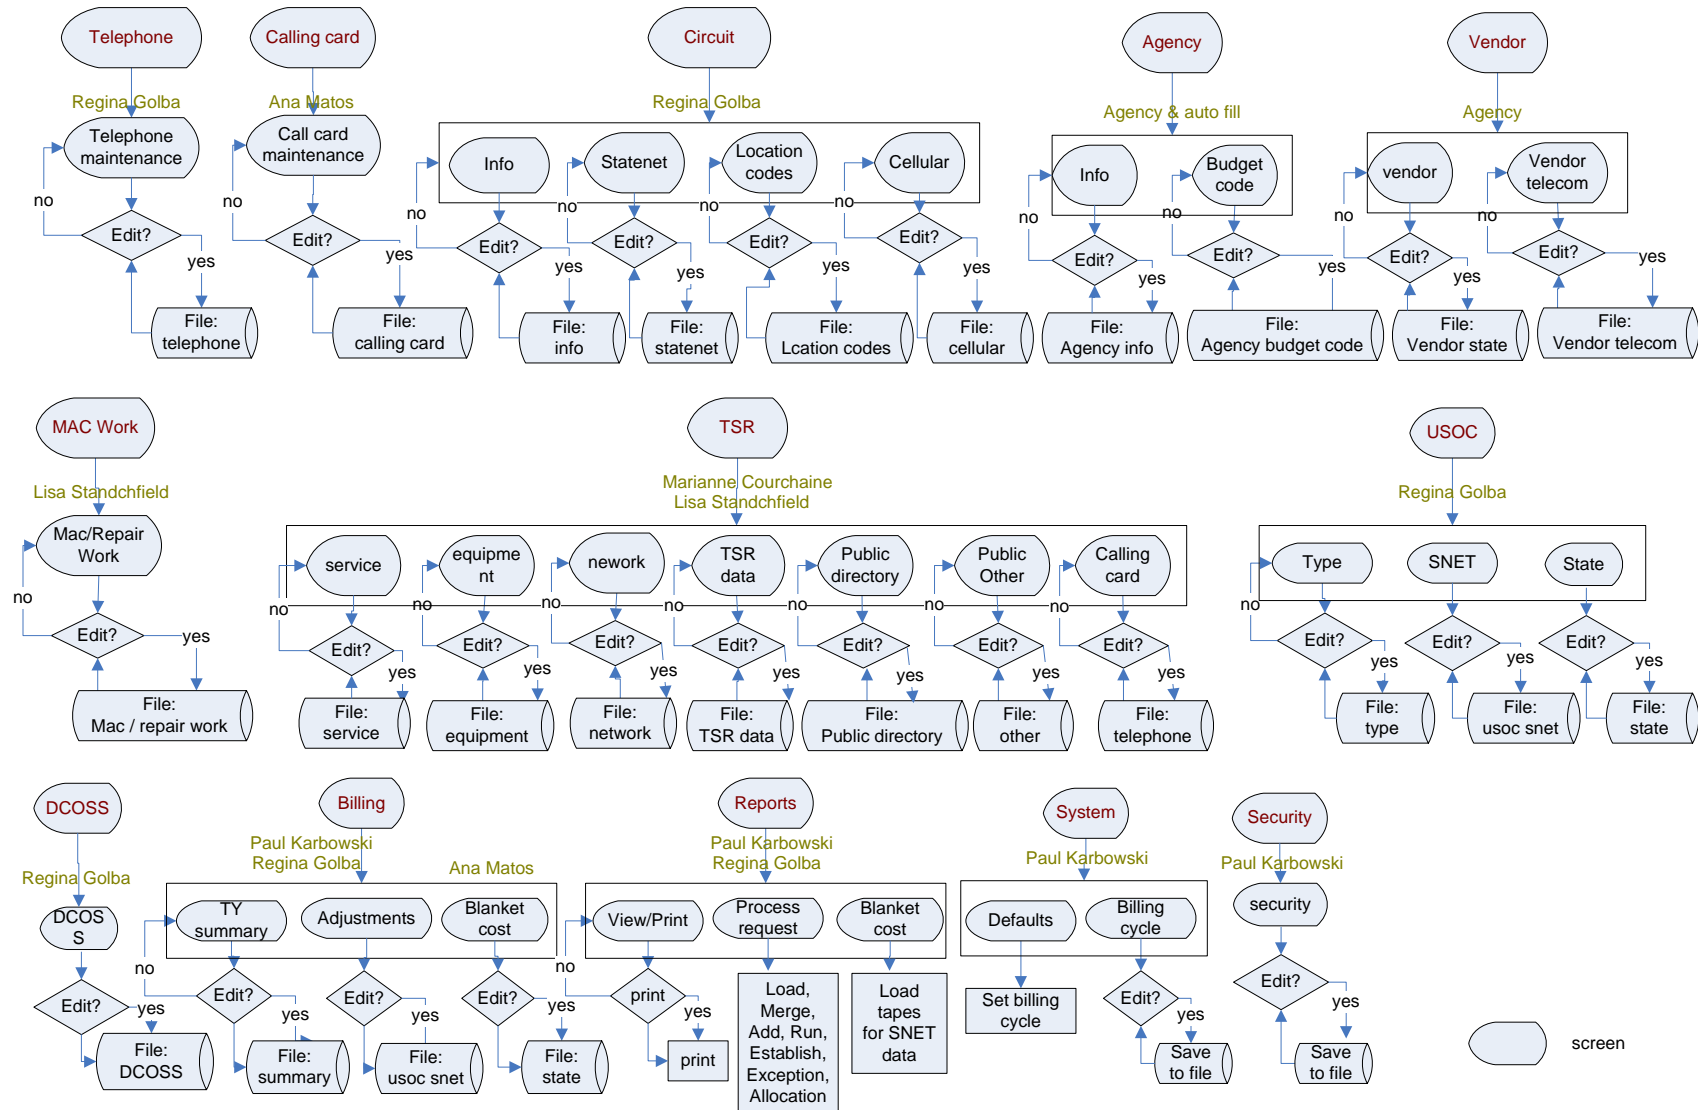 Telephone
Calling card
Circuit
Agency
Vendor
Regina Golba
Ana Matos
Regina Golba
Agency & auto fill
Agency
Telephone
maintenance
Call card
maintenance
Info
Statenet
Location
codes
Cellular
Info
Budget
code
vendor
Vendor
telecom
no
no
no
no
no
no
no
no
no
no
Edit?
Edit?
Edit?
Edit?
Edit?
Edit?
Edit?
Edit?
Edit?
Edit?
yes
yes
yes
yes
yes
yes
yes
yes
yes
yes
File:
telephone
File:
calling card
File:
info
File:
statenet
File:
Lcation codes
File:
cellular
File:
Agency info
File:
Agency budget code
File:
Vendor state
File:
Vendor telecom
MAC Work
TSR
USOC
Lisa Standchfield
Marianne Courchaine
Lisa Standchfield
Regina Golba
Mac/Repair
Work
service
equipme
nt
nework
TSR
data
Public
directory
Public
Other
Calling
card
Type
SNET
State
no
no
no
no
no
no
no
no
no
Edit?
Edit?
Edit?
Edit?
Edit?
Edit?
Edit?
Edit?
Edit?
Edit?
Edit?
yes
yes
yes
yes
yes
yes
yes
yes
yes
yes
yes
File:
Mac / repair work
File:
service
File:
equipment
File:
network
File:
TSR data
File:
Public directory
File:
other
File:
telephone
File:
type
File:
usoc snet
File:
state
DCOSS
Billing
Reports
System
Security
Regina Golba
Paul Karbowski
Regina Golba
Ana Matos
Paul Karbowski
Regina Golba
Paul Karbowski
Paul Karbowski
DCOS
S
TY
summary
Adjustments
Blanket
cost
View/Print
Process
request
Blanket
cost
Defaults
Billing
cycle
security
no
no
Edit?
Edit?
Edit?
Edit?
print
Load,
Merge,
Add, Run,
Establish,
Exception,
Allocation
Load
tapes
for SNET
data
Set billing
cycle
Edit?
Edit?
yes
yes
yes
yes
yes
yes
yes
File:
DCOSS
File:
summary
File:
usoc snet
File:
state
print
Save
to file
Save
to file
screen